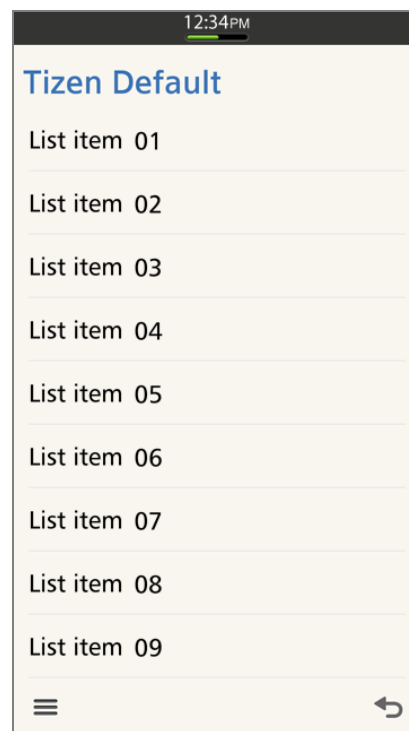 12:34PM
Tizen Default
List item 01
List item 02
List item 03
List item 04
List item 05
List item 06
List item 07
List item 08
List item 09